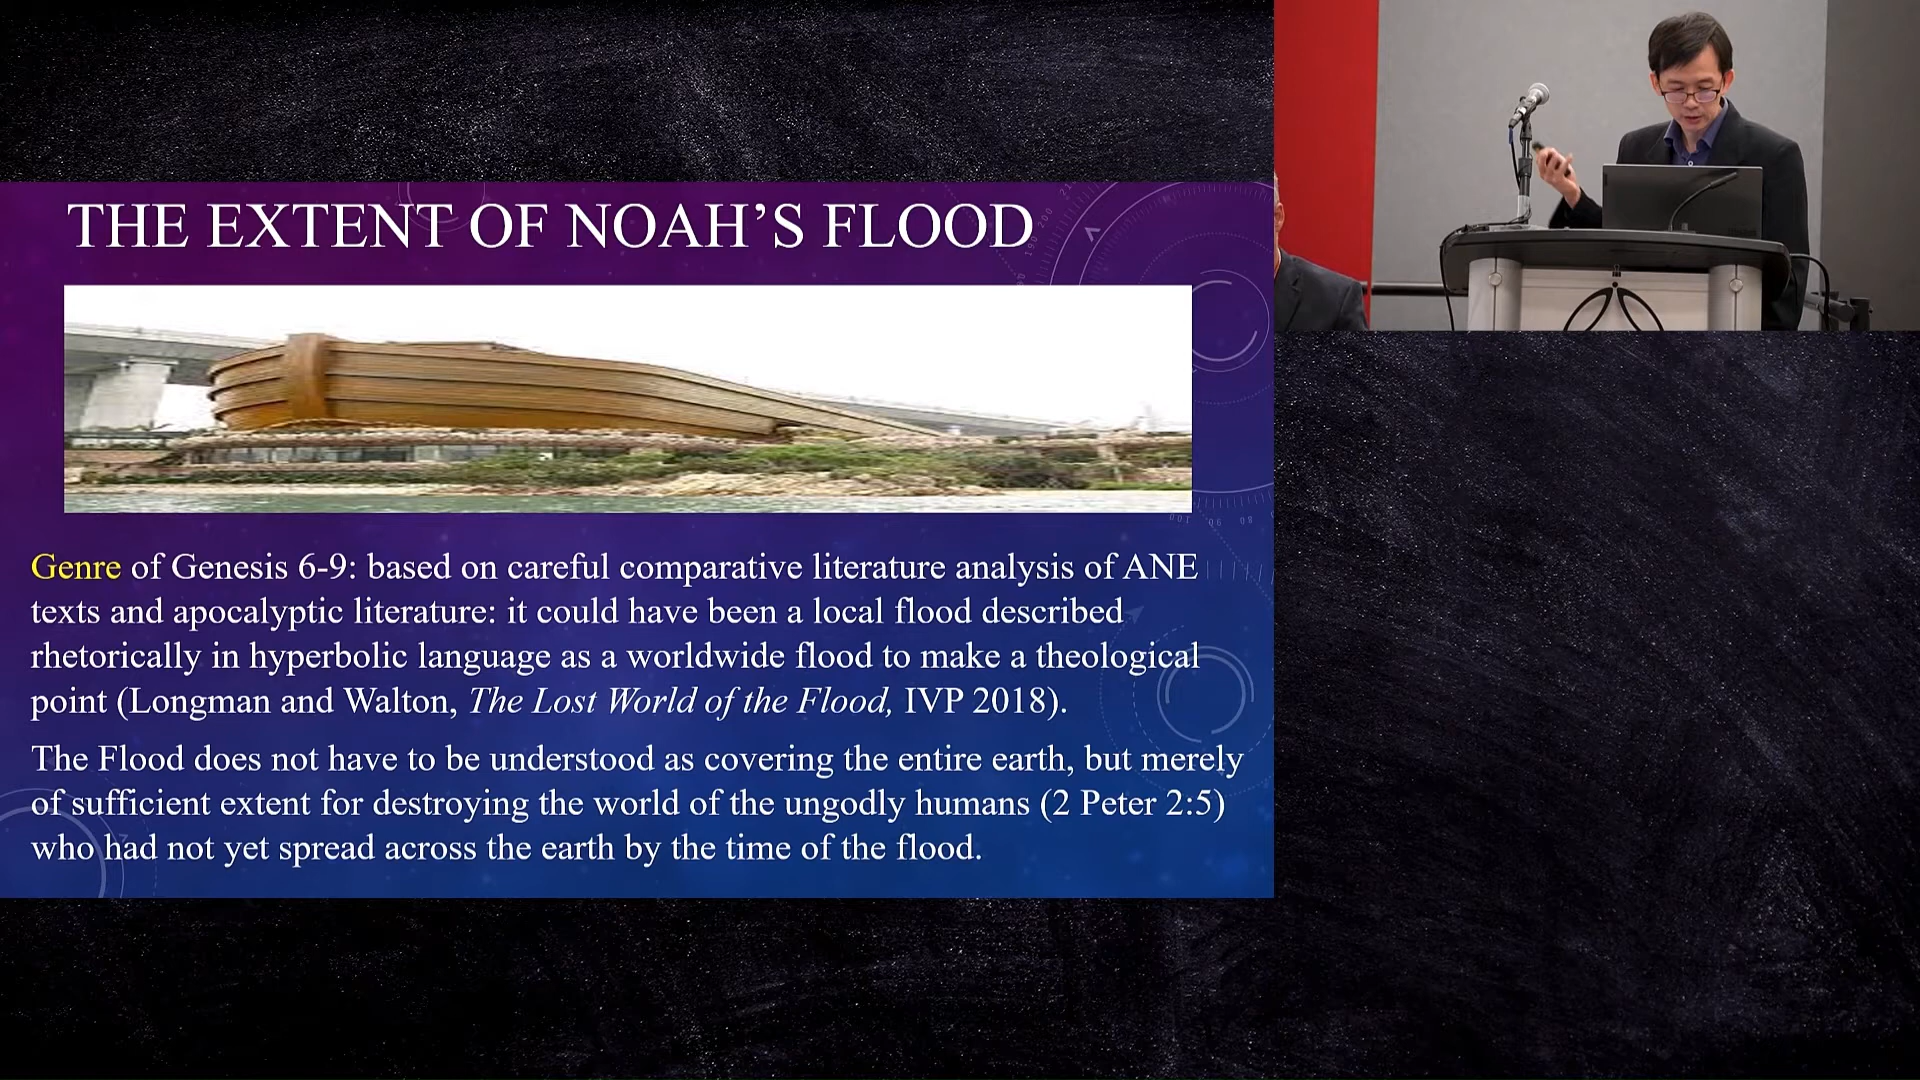 THE EXTENT OF NOAH’S FLOOD
Genre of Genesis 6-9: based on careful comparative literature analysis of ANE
texts and apocalyptic literature: it could have been a local flood described
rhetorically in hyperbolic language as a worldwide flood to make a theological
point (Longman and Walton, The Lost World of the Flood, IVP 2018).
The Flood does not have to be understood as covering the entire earth, but merely
of sufficient extent for destroying the world of the ungodly humans (2 Peter 2:5)
who had not yet spread across the earth by the time of the flood.